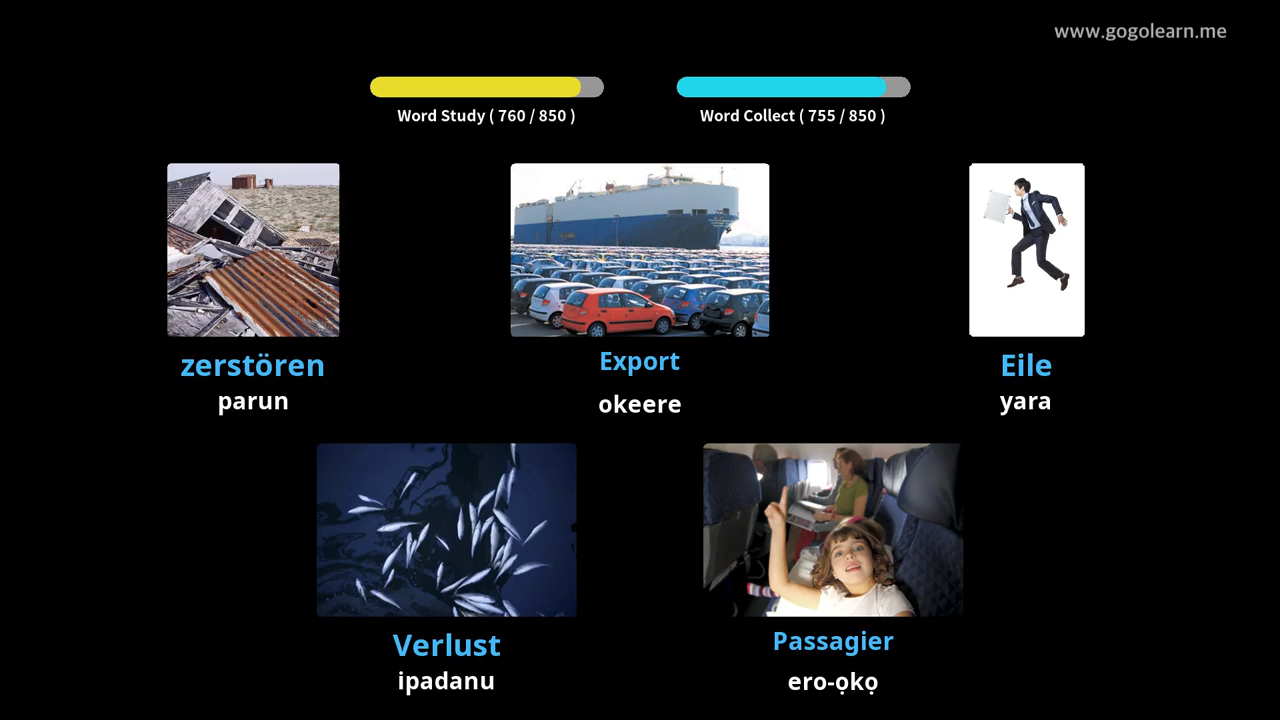 www.gogolearn.me
Word Study ( 760 / 850 )
Word Collect ( 755 / 850 )
zerstören
parun
Export
okeere
Eile
yara
Verlust
ipadanu
Passagier
ero-ọkọ